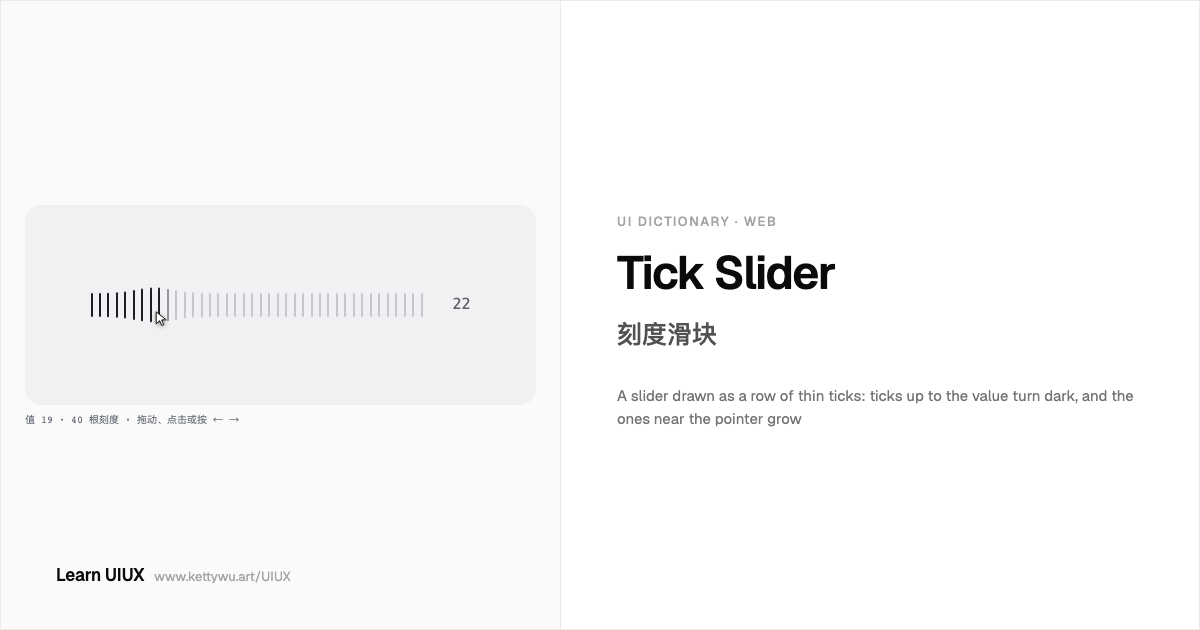 22
值 19 · 40 根刻度 · 拖动、点击或按 ← →
Learn UIUX www.kettywu.art/UIUX
UI DICTIONARY · WEB
Tick Slider
刻度滑块
A slider drawn as a row of thin ticks: ticks up to the value turn dark, and the
ones near the pointer grow